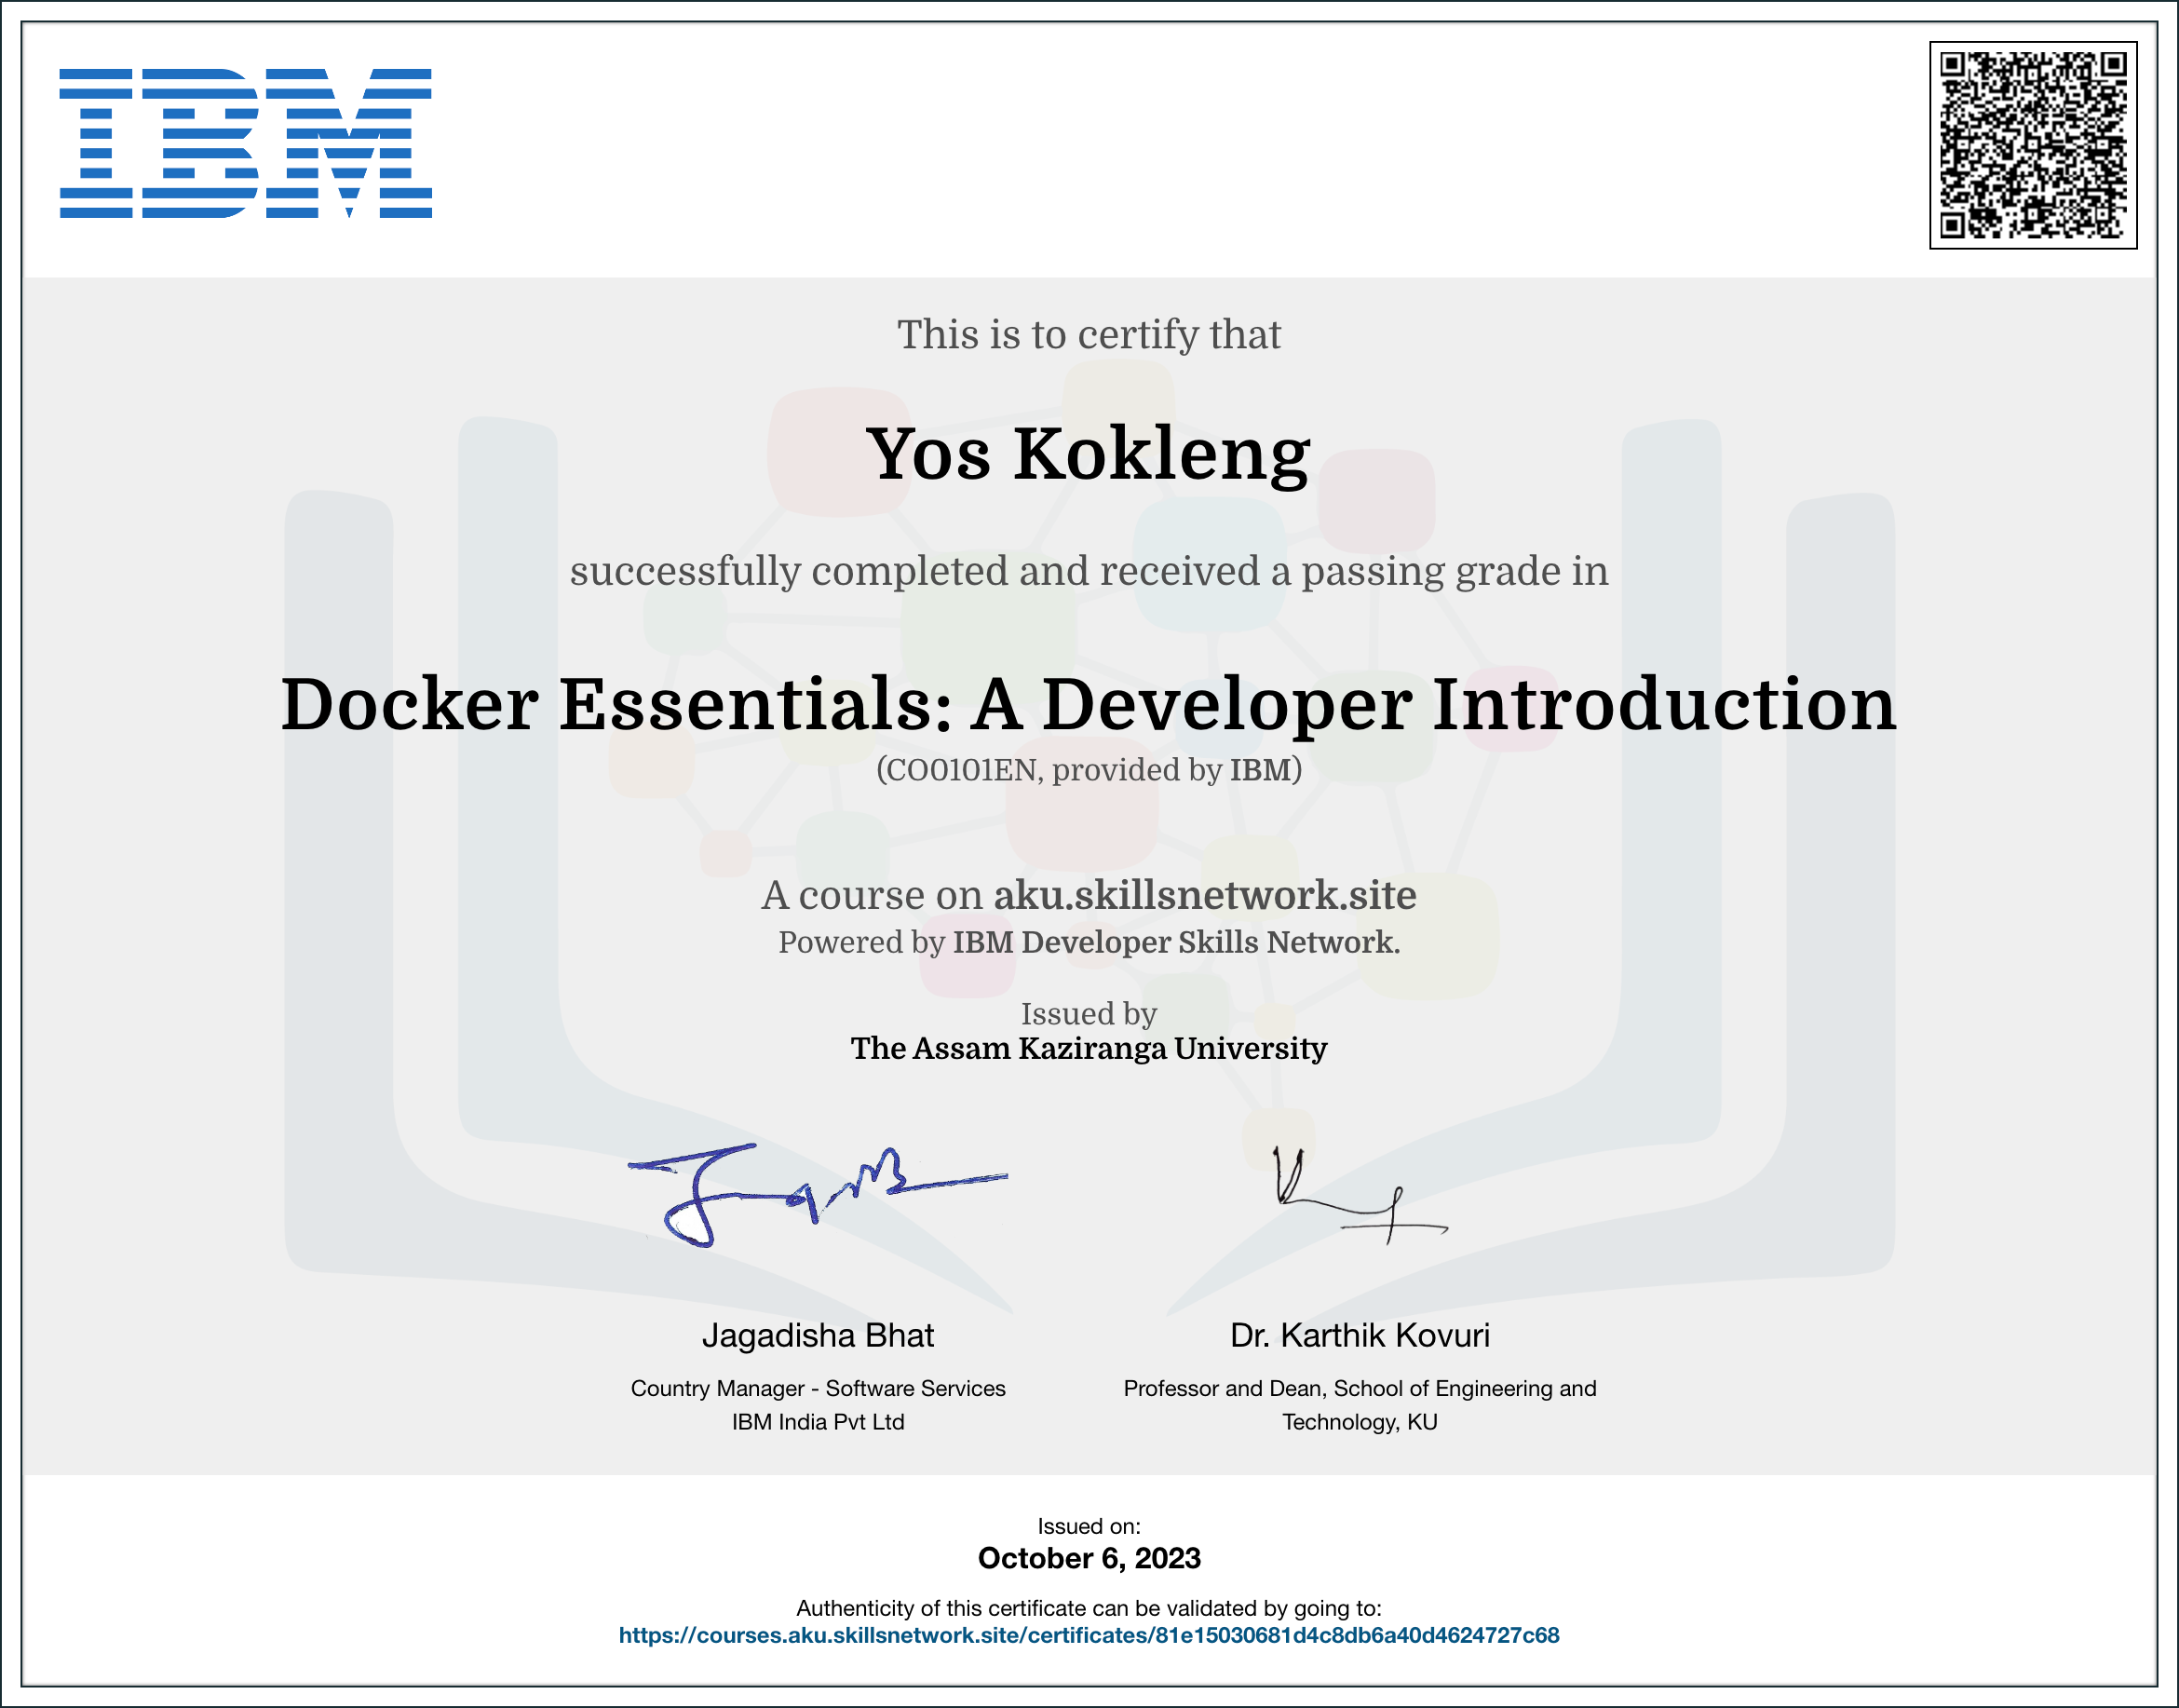 IBM
This is to certify that
Yos Kokleng
successfully completed and received a passing grade in
Docker Essentials: A Developer Introduction
(CO0101EN, provided by IBM)
A course on aku.skillsnetwork.site
Powered by IBM Developer Skills Network.
Issued by
The Assam Kaziranga University
Jagadisha Bhat
Country Manager - Software Services
IBM India Pvt Ltd
Dr. Karthik Kovuri
Professor and Dean, School of Engineering and
Technology, KU
Issued on:
October 6, 2023
Authenticity of this certificate can be validated by going to:
https://courses.aku.skillsnetwork.site/certificates/81e15030681d4c8db6a40d4624727c68